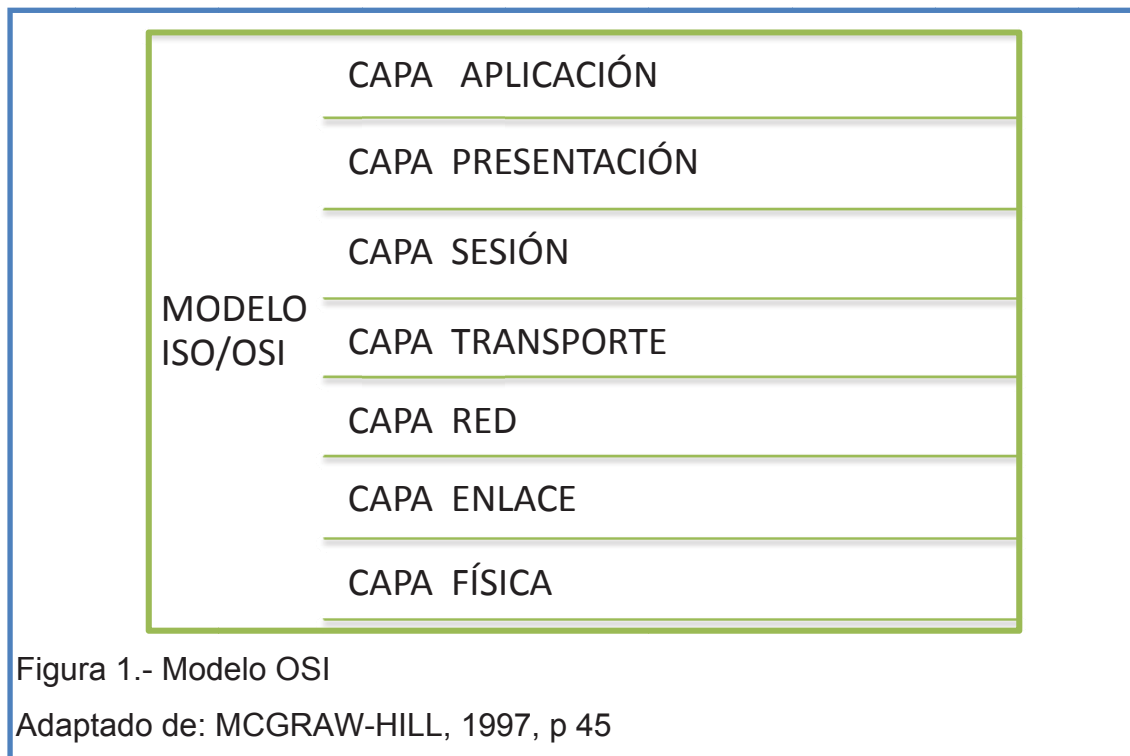 CAPA APLICACIÓN
CAPA PRESENTACIÓN
CAPA SESIÓN
MODELO
ISO/OSI
CAPA TRANSPORTE
CAPA RED
CAPA ENLACE
CAPA FÍSICA
Figura 1.- Modelo OSI
Adaptado de: MCGRAW-HILL, 1997, p 45